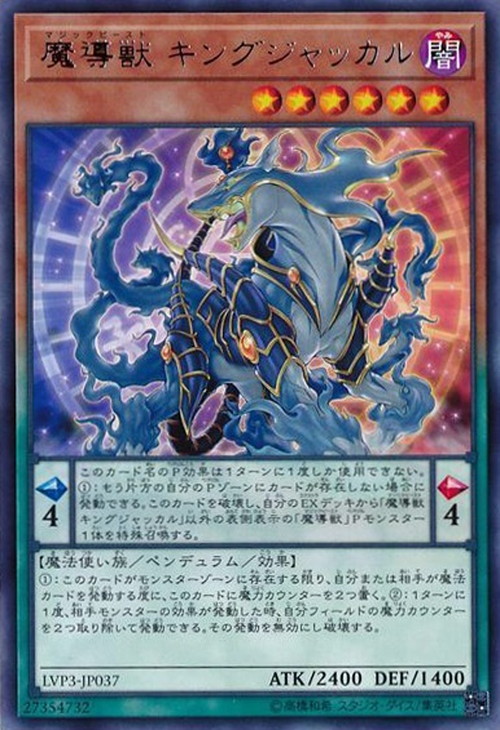 マジックビースト
魔導獣 キングジャッカル
やみ
闇
このカード名のP効果は1ターンに1度しか使用できない。
①：もう片方の自分のPゾーンにカードが存在しない場合に
発動できる。このカードを破壊し、自分のEXデッキから「魔導獣
キングジャッカル」以外の表側表示の「魔導獣」Pモンスター
1体を特殊召喚する。
4
4
【魔法使い族／ペンデュラム／効果】
①：このカードがモンスターゾーンに存在する限り、自分または相手が魔法
カードを発動する度に、このカードに魔力カウンターを2つ置く。②：1ターンに
1度、相手モンスターの効果が発動した時、自分フィールドの魔力カウンター
を2つ取り除いて発動できる。その発動を無効にし破壊する。
LVP3-JP037
ATK/2400 DEF/1400
27354732
©高橋和希 スタジオ・ダイス/集英社